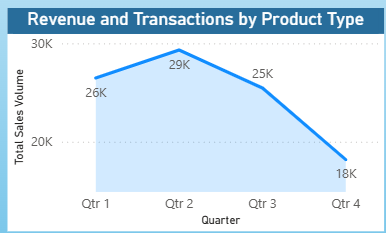 Revenue and Transactions by Product Type
30K
29K
26K
25K
20K
18K
Total Sales Volume
Qtr 1 Qtr 2 Qtr 3 Qtr 4
Quarter